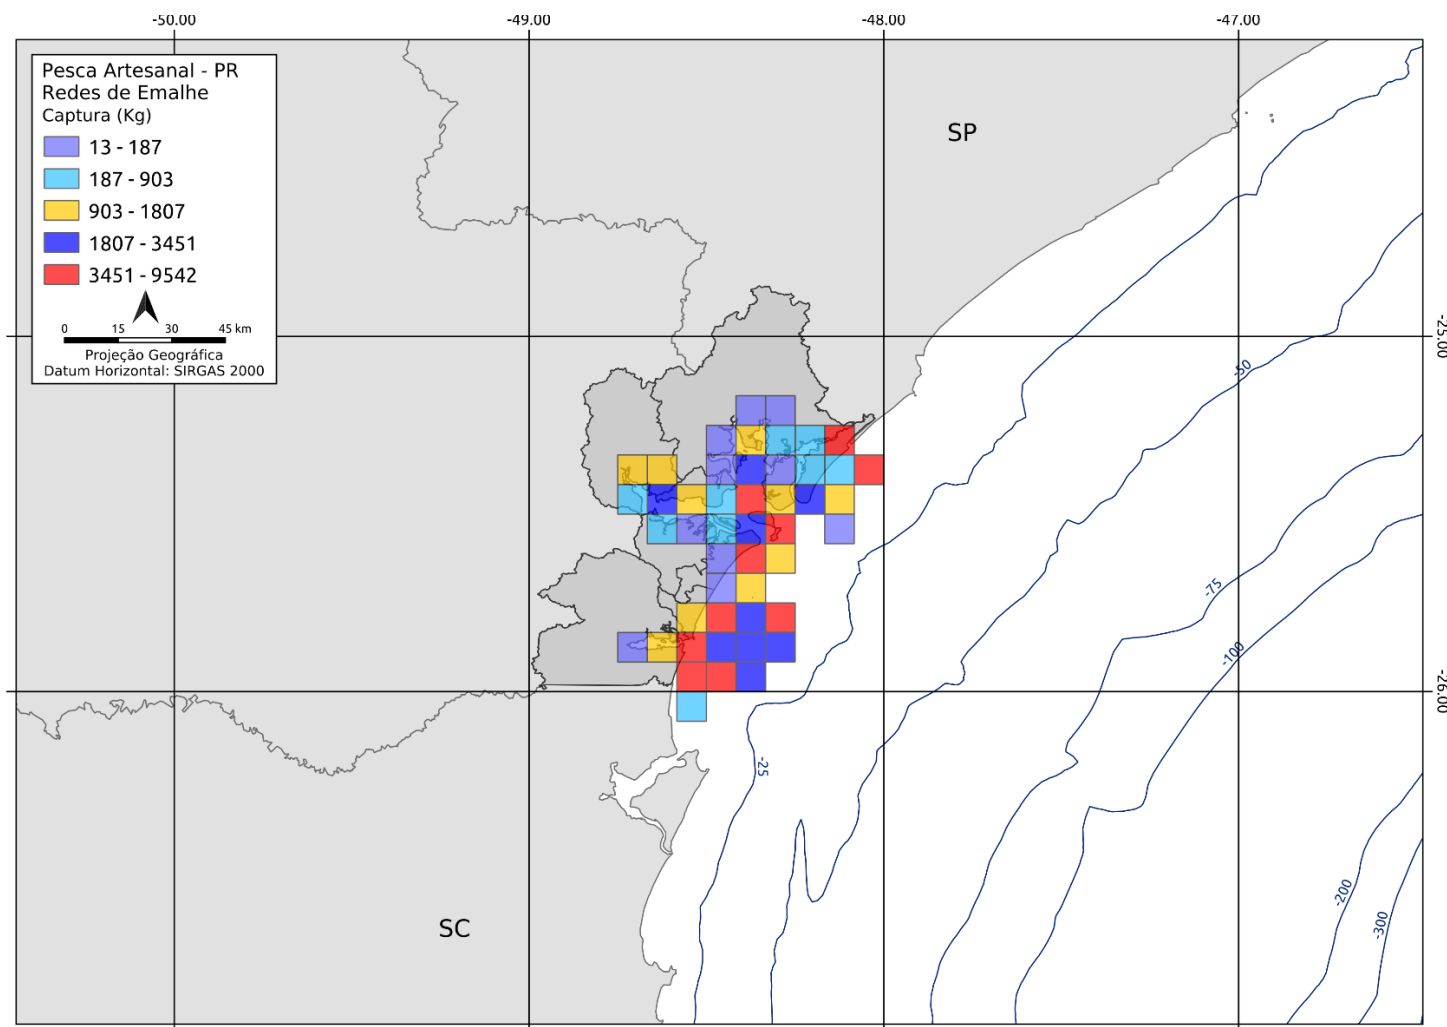 -50.00 -49.00 -48.00 -47.00
Pesca Artesanal - PR
Redes de Emalhe
Captura (Kg)
13 - 187
187 - 903
903 - 1807
1807 - 3451
3451 - 9542
0 15 30 45 km
Projeção Geográfica
Datum Horizontal: SIRGAS 2000
SP
-25.00
-50
-75
-100
-26.00
-25
-200
-300
SC